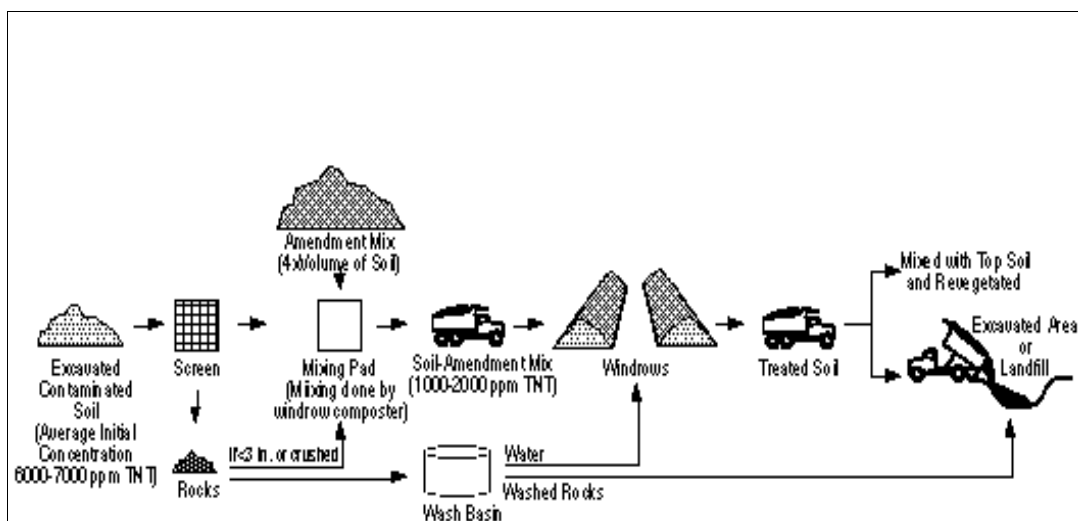 Amendment Mix
(4xVolume of Soil)
Mixed with Top Soil
and Revegetated
Excavated Area
or
Landfill
Excavated
Contaminated
Soil
(Average Initial
Concentration
6000-7000 ppm TNT)
Screen
Mixing Pad
(Mixing done by
windrow composter)
Soil-Amendment Mix
(1000-2000 ppm TNT)
Windrows
Treated Soil
Rocks
If<3 in. or crushed
Wash Basin
Water
Washed Rocks